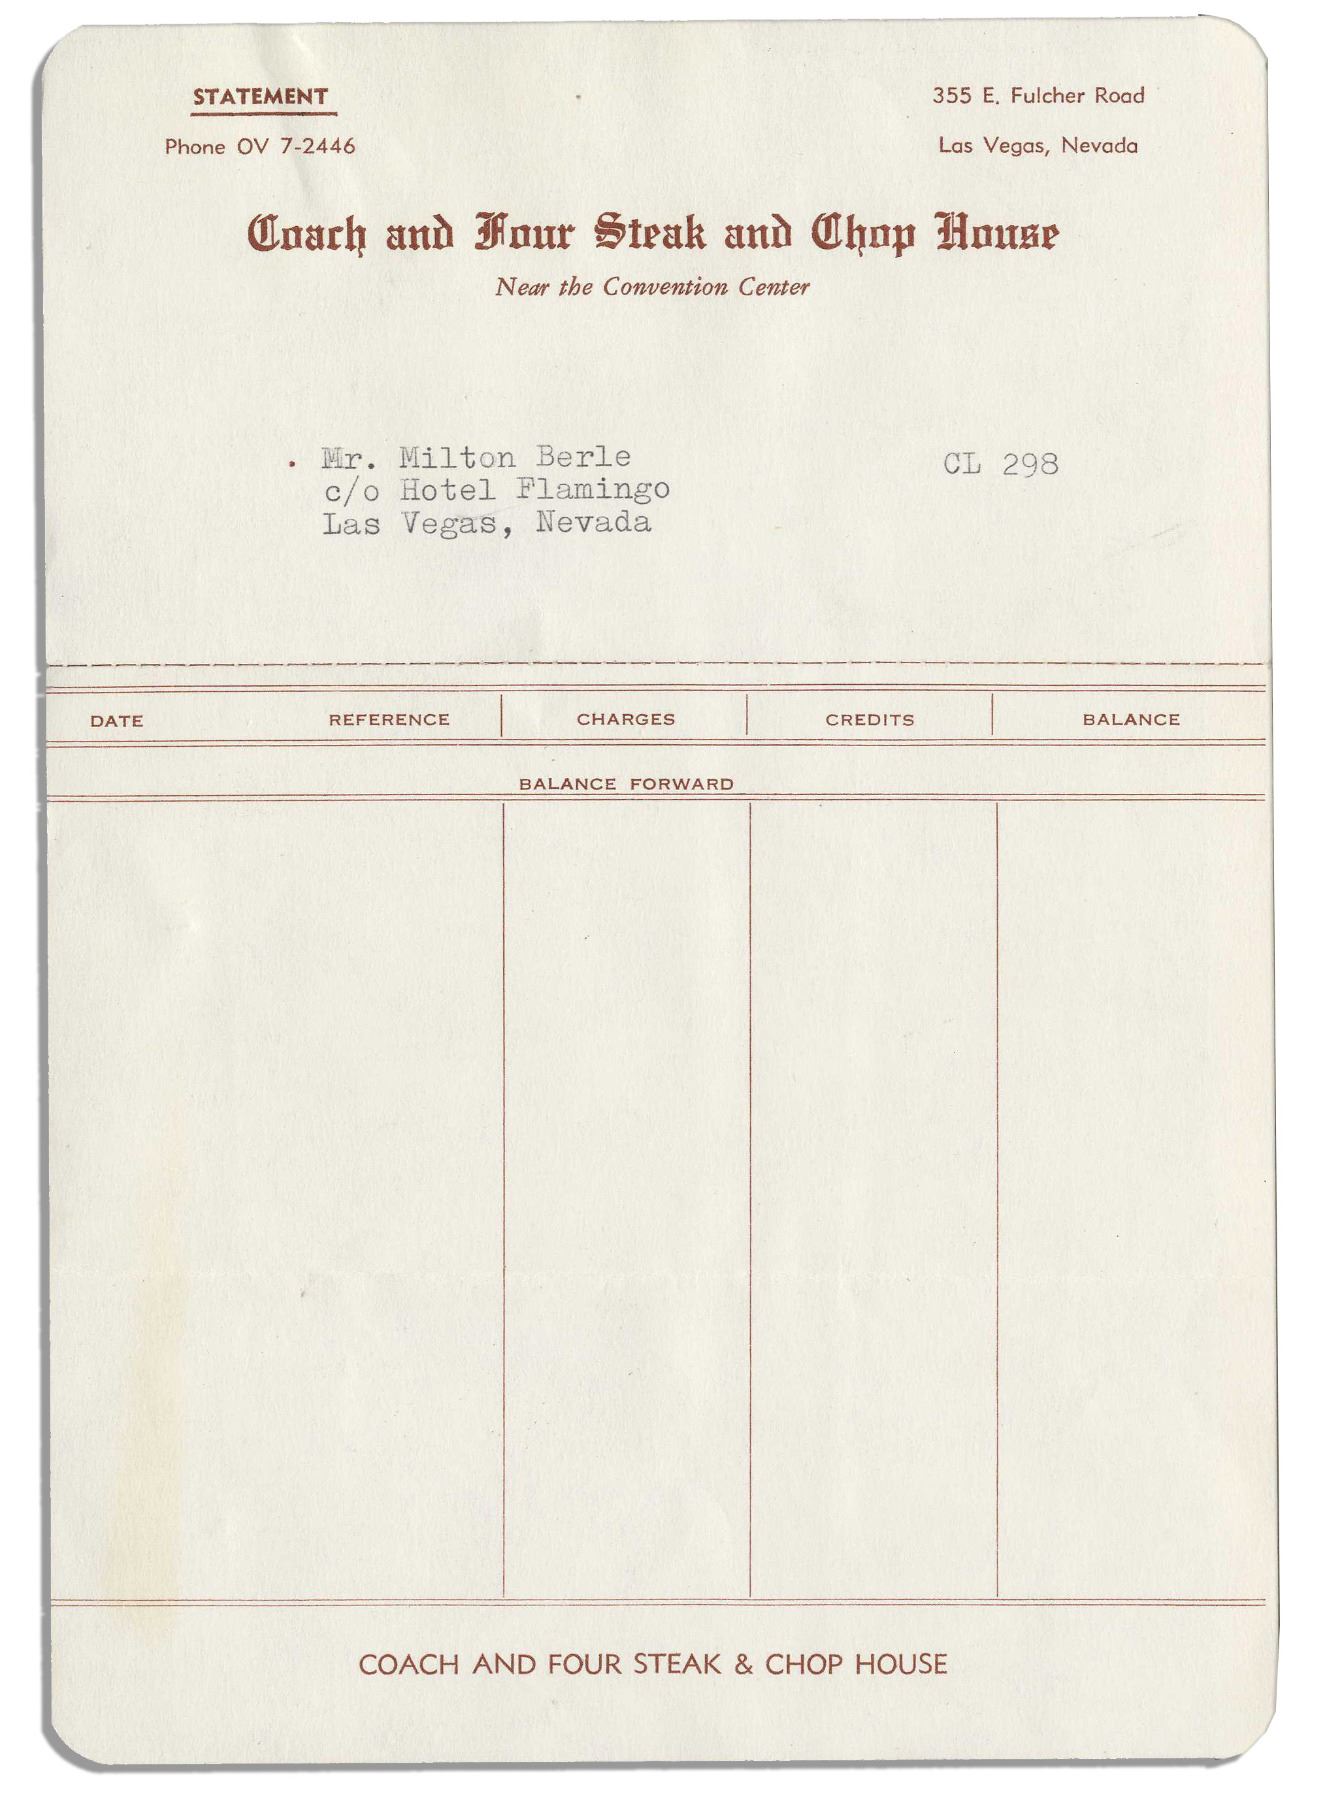 STATEMENT
355 E. Fulcher Road
Phone OV 7-2446
Las Vegas, Nevada
Coach and Four Steak and Chop House
Near the Convention Center
Mr. Milton Berle
CL 298
c/o Hotel Flamingo
Las Vegas, Nevada
DATE REFERENCE CHARGES CREDITS BALANCE
BALANCE FORWARD
COACH AND FOUR STEAK & CHOP HOUSE